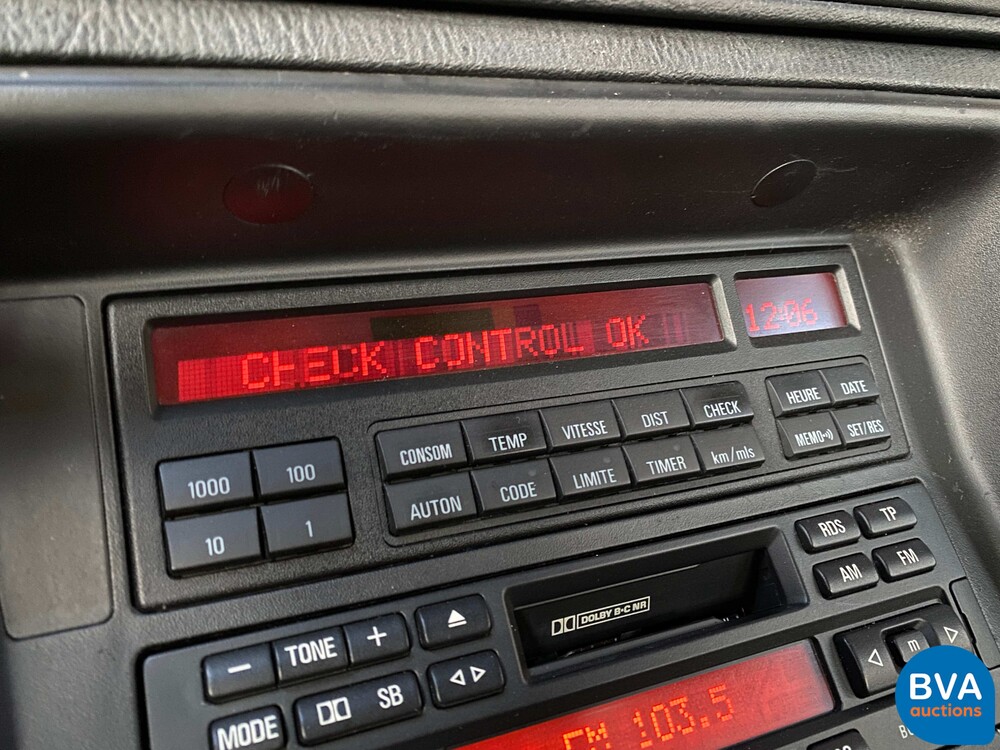 CHECK CONTROL OK
12:06
CONSOM TEMP VITESSE DIST CHECK
HEURE DATE
AUTON CODE LIMITE TIMER km/mls
MEMO SET/RES
1000 100
10 1
RDS TP
AM FM
DOLBY B·C NR
− TONE +
SB
MODE
m
FM 103.5
BVA
auctions